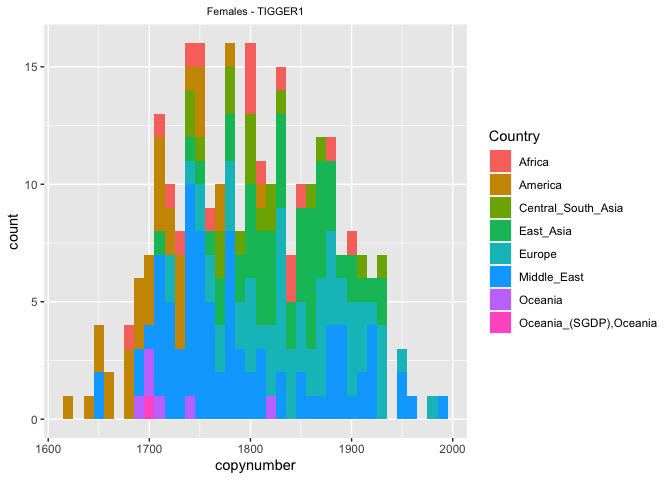 Females - TIGGER1
count
15
10
5
0
1600
1700
1800
1900
2000
copynumber
Country
Africa
America
Central_South_Asia
East_Asia
Europe
Middle_East
Oceania
Oceania_(SGDP),Oceania